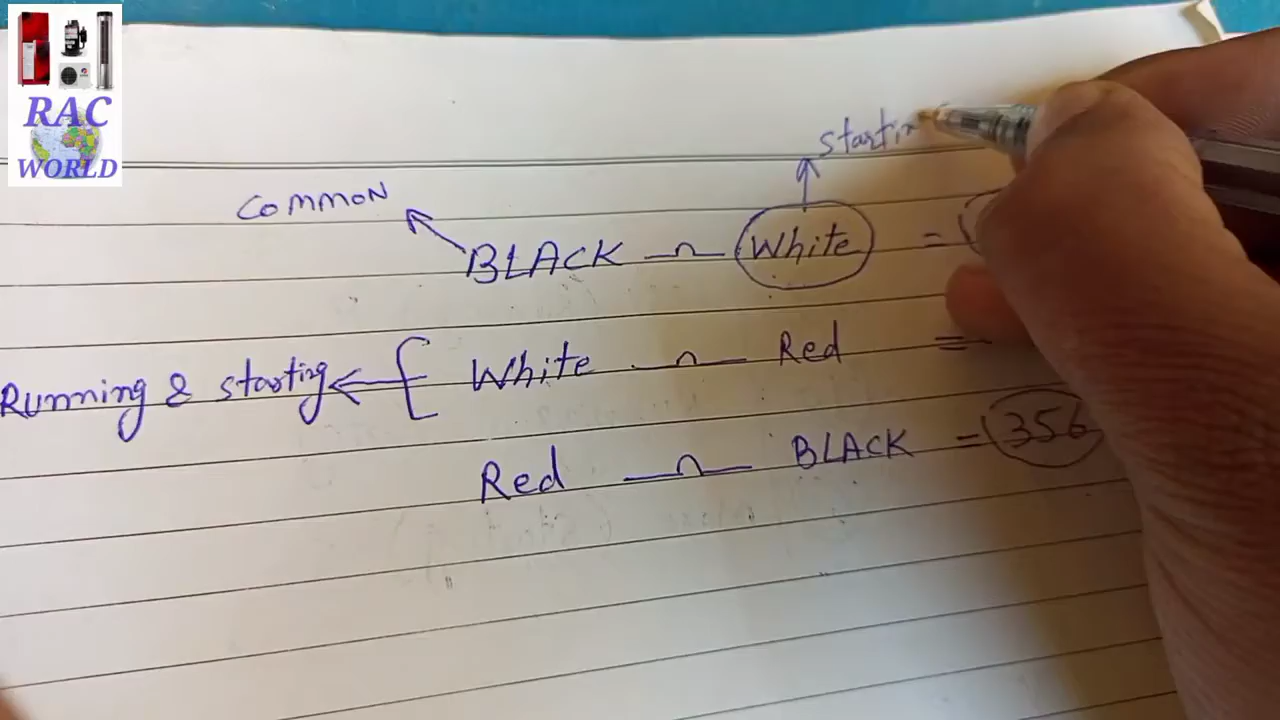 RAC
WORLD
Startin
COMMON
BLACK White =
Running & Starting White Red =
Red BLACK = 356